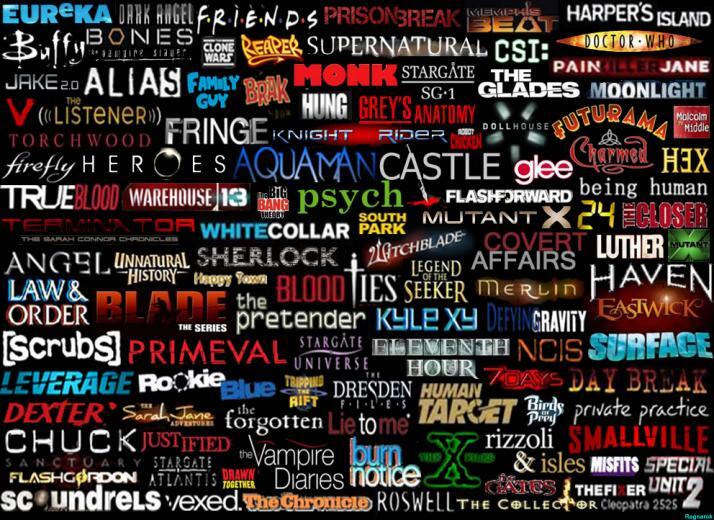 EUREKA DARK ANGEL F·R·I·E·N·D·S PRISON BREAK MEMPHIS BEAT HARPER'S ISLAND
Buffy the vampire slayer BONES CLONE WARS REAPER SUPERNATURAL CSI: DOCTOR·WHO
JAKE 2.0 ALIAS FAMILY GUY BRAK SHOW MONK STARGATE SG·1 THE GLADES PAINKILLER JANE MOONLIGHT
V ((The LISTENER)) HUNG GREY'S ANATOMY DOLLHOUSE FUTURAMA Malcolm Middle
TORCHWOOD FRINGE KNIGHT RIDER ROBOT CHICKEN Charmed HEX
firefly HEROES AQUAMAN CASTLE glee being human
TRUEBLOOD WAREHOUSE 13 THE BIG BANG THEORY psych FLASHFORWARD
TERMINATOR THE SARAH CONNOR CHRONICLES WHITE COLLAR SOUTH PARK MUTANT X 24 THE CLOSER
ANGEL UNNATURAL HISTORY SHERLOCK Happy Town WITCHBLADE COVERT AFFAIRS LUTHER MUTANT
LAW & ORDER BLADE THE SERIES the pretender BLOOD TIES LEGEND OF THE SEEKER MERLIN HAVEN
KYLE XY DEFYING GRAVITY EASTWICK
[scrubs] PRIMEVAL STARGATE UNIVERSE ELEVENTH HOUR NCIS SURFACE
LEVERAGE Rookie Blue TRIPPING THE RIFT THE DRESDEN FILES HUMAN TARGET 7 DAYS DAY BREAK
DEXTER THE Sarah Jane ADVENTURES the forgotten Lie to me Birds of Prey private practice
CHUCK JUSTIFIED the Vampire Diaries burn notice THE X FILES rizzoli & isles SMALLVILLE
SANCTUARY STARGATE ATLANTIS MISFITS SPECIAL UNIT 2
FLASH GORDON DRAWN TOGETHER THE GATES THE FIXER
scoundrels vexed. The Chronicle ROSWELL THE COLLECTOR Cleopatra 2525
Ragnarok